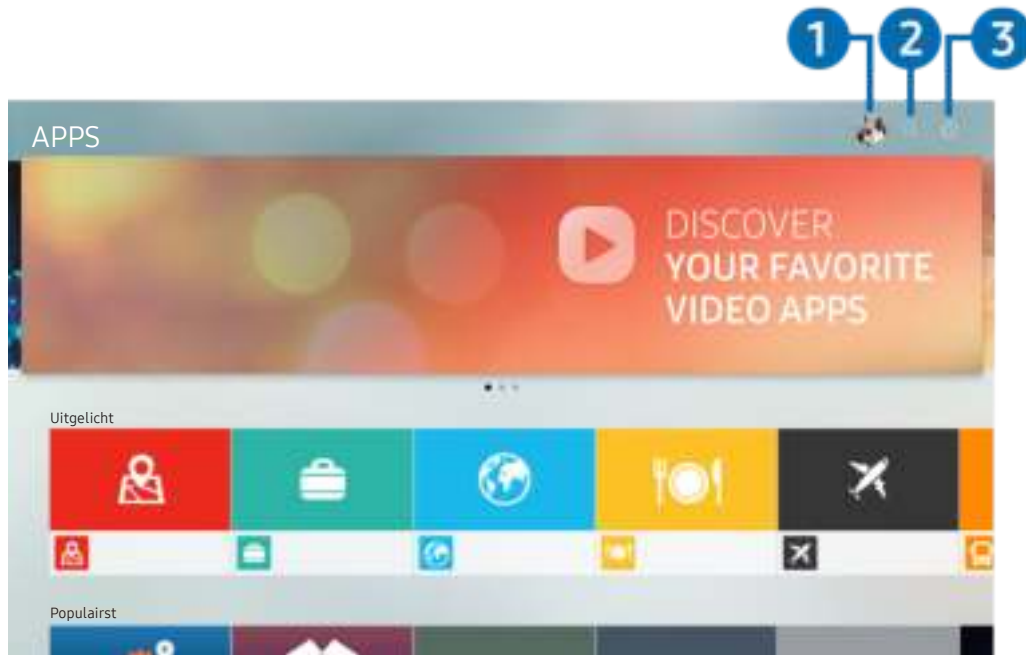 1 2 3
APPS
DISCOVER
YOUR FAVORITE
VIDEO APPS
Uitgelicht
Populairst